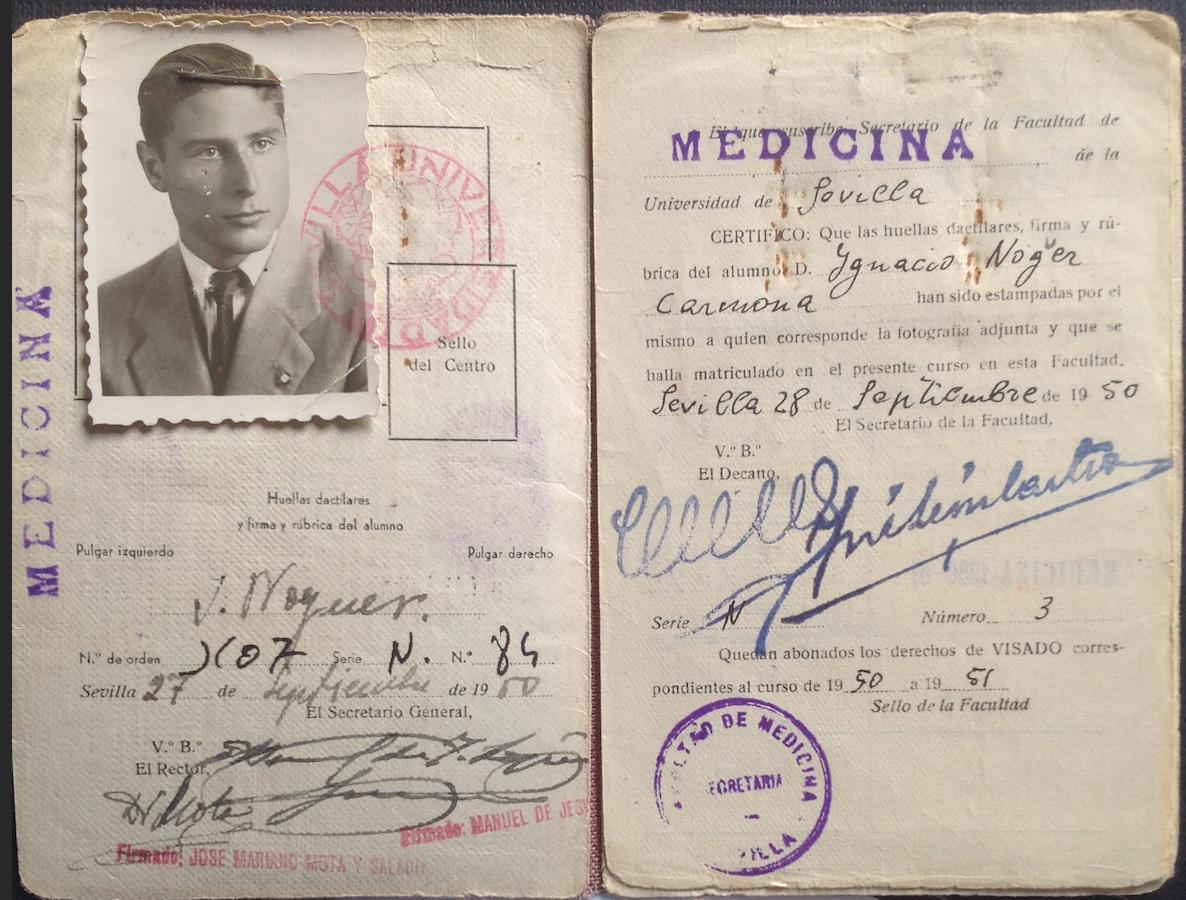 MEDICINA
SEVILLA UNIVERSIDAD
Sello
del Centro
Huellas dactilares
y firma y rúbrica del alumno
Pulgar izquierdo Pulgar derecho
J. Noguer.
N.º de orden Serie N. N.º 84
Sevilla 27 de Septiembre de 1950
El Secretario General,
V.º B.º
El Rector,
Firmado: MANUEL DE JESU
Firmado: JOSE MARIANO MOTA Y SALADO
El que suscribe, Secretario de la Facultad de
MEDICINA de la
Universidad de Sevilla
CERTIFICO: Que las huellas dactilares, firma y rú-
brica del alumno D. Ygnacio Noger
Carmona han sido estampadas por el
mismo a quien corresponde la fotografía adjunta y que se
halla matriculado en el presente curso en esta Facultad.
Sevilla 28 de Septiembre de 1950
El Secretario de la Facultad,
V.º B.º
El Decano,
Serie N Número 3
Quedan abonados los derechos de VISADO corres-
pondientes al curso de 1950 a 1951
Sello de la Facultad
FACULTAD DE MEDICINA
SECRETARIA
SEVILLA